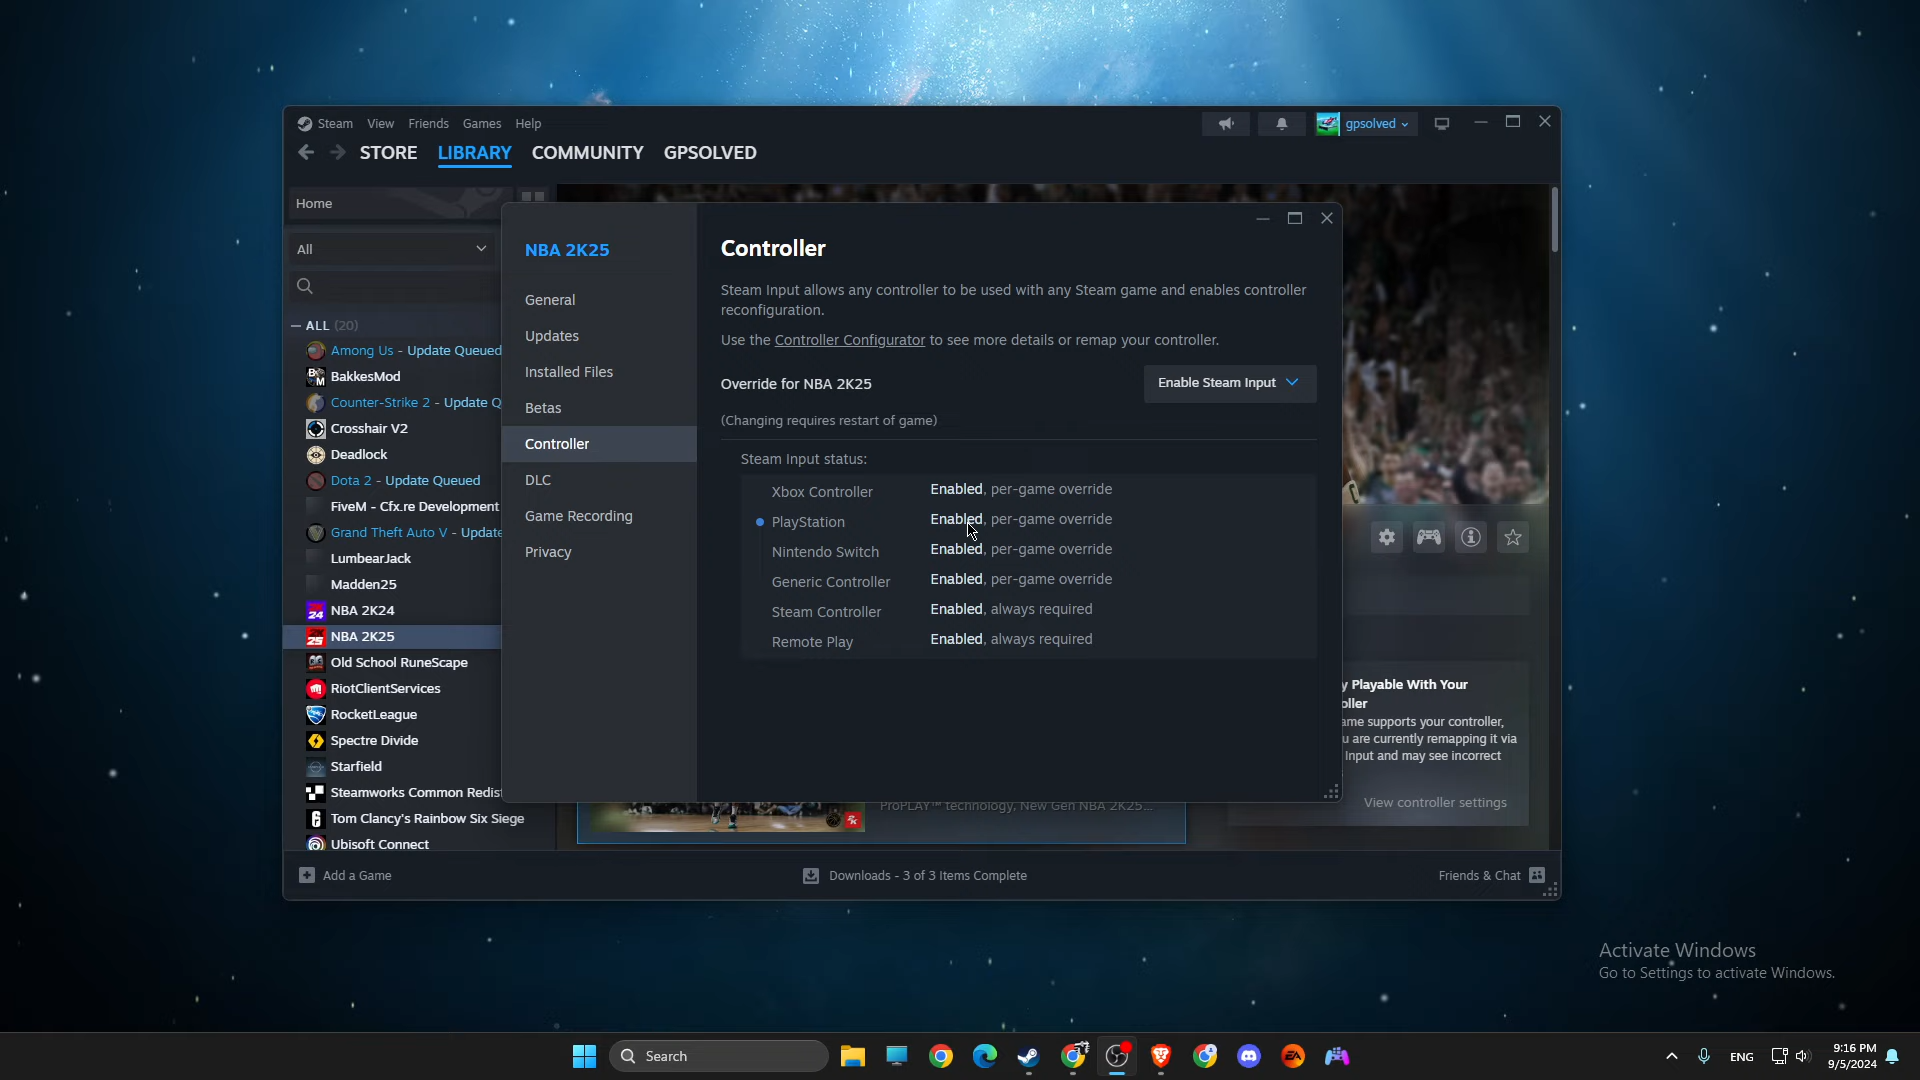 Steam View Friends Games Help
gpsolved
STORE LIBRARY COMMUNITY GPSOLVED
Home
All
ALL (20)
Among Us - Update Queued
BakkesMod
Counter-Strike 2 - Update Q
Crosshair V2
Deadlock
Dota 2 - Update Queued
FiveM - Cfx.re Development
Grand Theft Auto V - Update
LumbearJack
Madden25
NBA 2K24
NBA 2K25
Old School RuneScape
RiotClientServices
RocketLeague
Spectre Divide
Starfield
Steamworks Common Redist
Tom Clancy's Rainbow Six Siege
Ubisoft Connect
NBA 2K25
General
Updates
Installed Files
Betas
Controller
DLC
Game Recording
Privacy
Controller
Steam Input allows any controller to be used with any Steam game and enables controller
reconfiguration.
Use the Controller Configurator to see more details or remap your controller.
Override for NBA 2K25
Enable Steam Input
(Changing requires restart of game)
Steam Input status:
Xbox Controller Enabled, per-game override
PlayStation Enabled, per-game override
Nintendo Switch Enabled, per-game override
Generic Controller Enabled, per-game override
Steam Controller Enabled, always required
Remote Play Enabled, always required
y Playable With Your
oller
ame supports your controller,
u are currently remapping it via
Input and may see incorrect
View controller settings
ProPLAY™ technology, New Gen NBA 2K25...
Add a Game
Downloads - 3 of 3 Items Complete
Friends & Chat
Activate Windows
Go to Settings to activate Windows.
Search
ENG
9:16 PM
9/5/2024